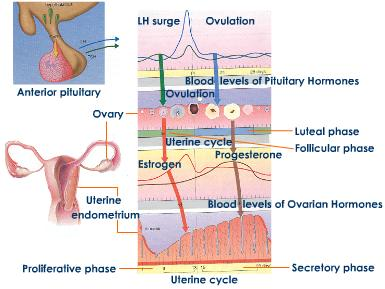 LH surge
Ovulation
Blood levels of Pituitary Hormones
Anterior pituitary
Ovulation
Ovary
Luteal phase
Uterine cycle
Follicular phase
Estrogen
Progesterone
Uterine
endometrium
Blood levels of Ovarian Hormones
Proliferative phase
Secretory phase
Uterine cycle